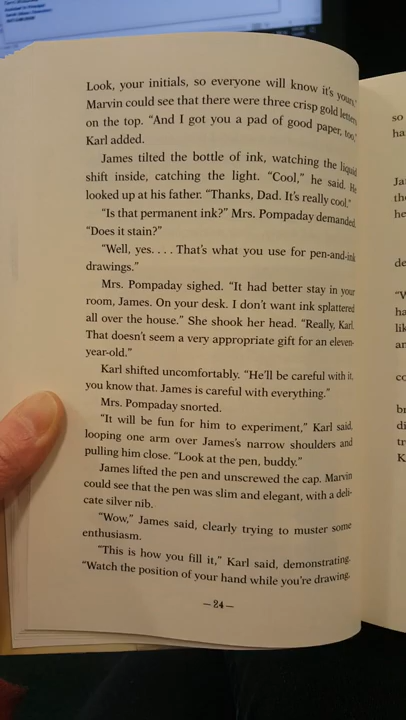 Look, your initials, so everyone will know it's yours."
Marvin could see that there were three crisp gold letters
on the top. "And I got you a pad of good paper, too,"
Karl added.
James tilted the bottle of ink, watching the liquid
shift inside, catching the light. "Cool," he said. He
looked up at his father. "Thanks, Dad. It's really cool."
"Is that permanent ink?" Mrs. Pompaday demanded.
"Does it stain?"
"Well, yes. . . . That's what you use for pen-and-ink
drawings."
Mrs. Pompaday sighed. "It had better stay in your
room, James. On your desk. I don't want ink splattered
all over the house." She shook her head. "Really, Karl.
That doesn't seem a very appropriate gift for an eleven-
year-old."
Karl shifted uncomfortably. "He'll be careful with it,
you know that. James is careful with everything."
Mrs. Pompaday snorted.
"It will be fun for him to experiment," Karl said,
looping one arm over James's narrow shoulders and
pulling him close. "Look at the pen, buddy."
James lifted the pen and unscrewed the cap. Marvin
could see that the pen was slim and elegant, with a deli-
cate silver nib.
"Wow," James said, clearly trying to muster some
enthusiasm.
"This is how you fill it," Karl said, demonstrating.
"Watch the position of your hand while you're drawing,
— 24 —
so
ha
the
he
de
"W
ha
lik
an
co
br
di
K